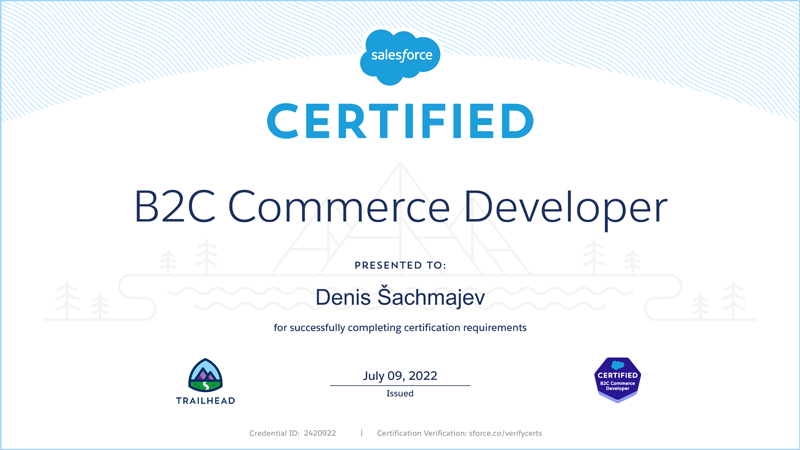 salesforce
CERTIFIED
B2C Commerce Developer
PRESENTED TO:
Denis Šachmajev
for successfully completing certification requirements
July 09, 2022
Issued
TRAILHEAD
CERTIFIED
B2C Commerce
Developer
Credential ID: 2420922 | Certification Verification: sforce.co/verifycerts